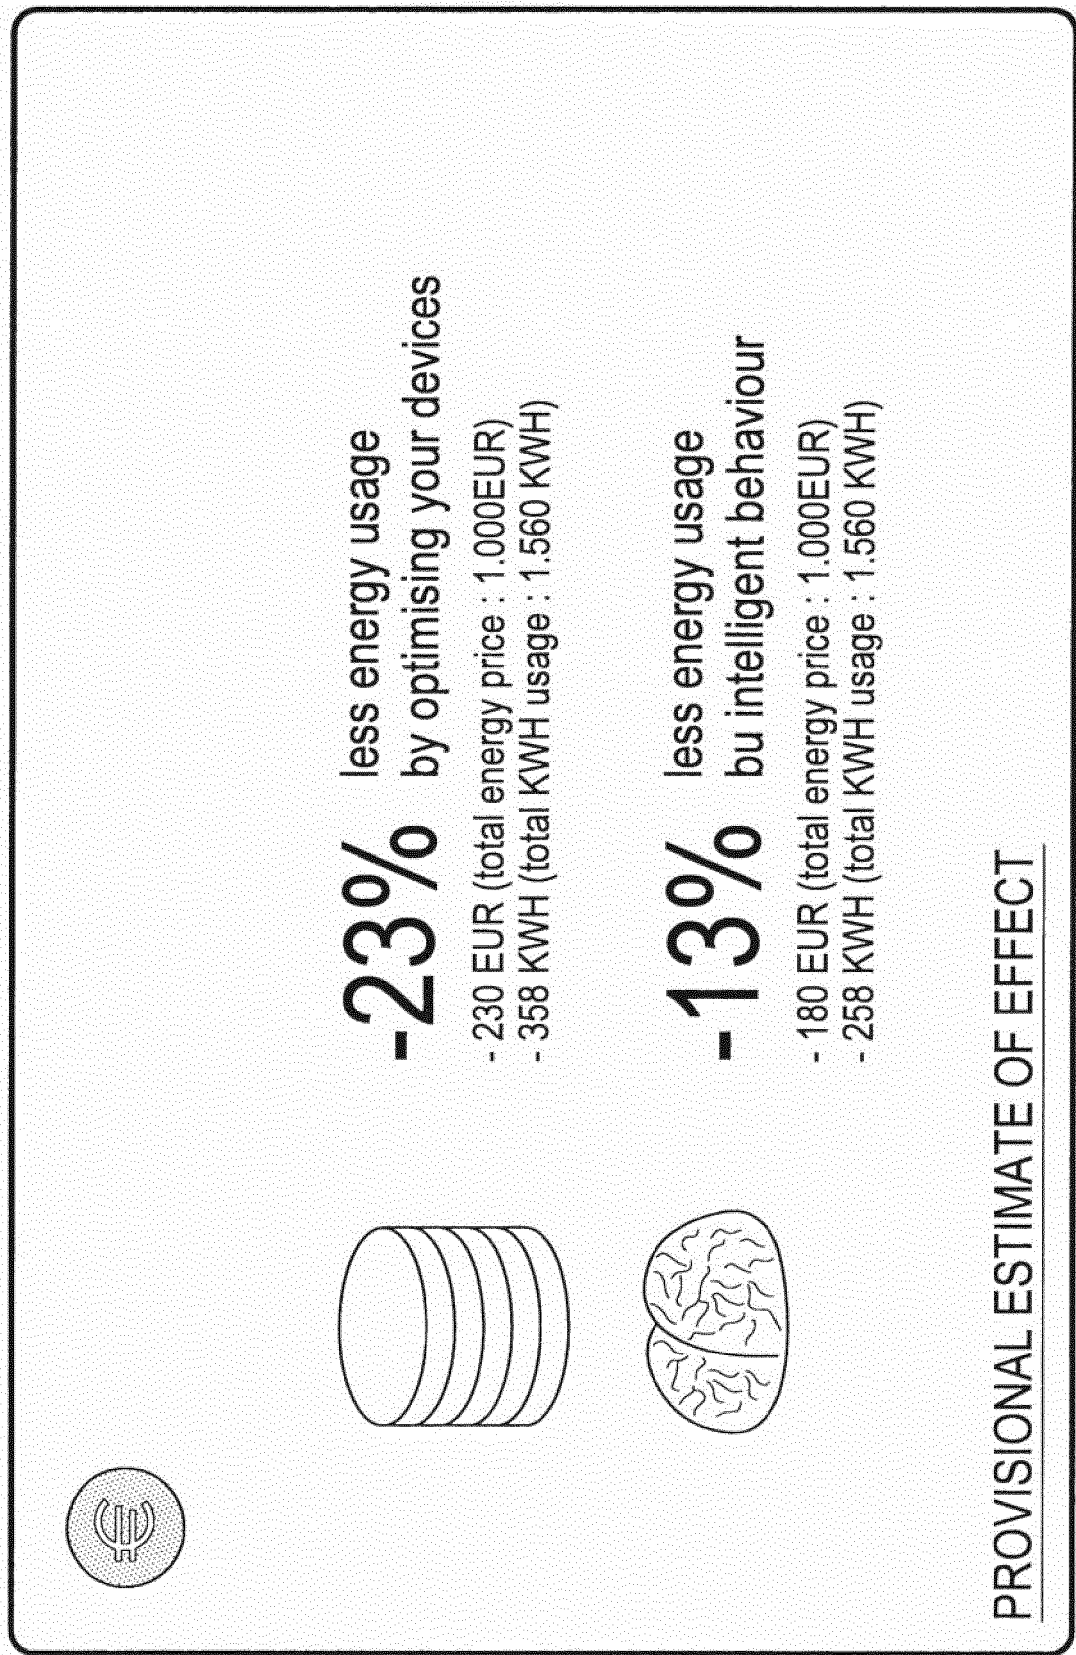 -23% less energy usage
by optimising your devices
- 230 EUR (total energy price : 1.000EUR)
- 358 KWH (total KWH usage : 1.560 KWH)
-13% less energy usage
bu intelligent behaviour
- 180 EUR (total energy price : 1.000EUR)
- 258 KWH (total KWH usage : 1.560 KWH)
PROVISIONAL ESTIMATE OF EFFECT
€